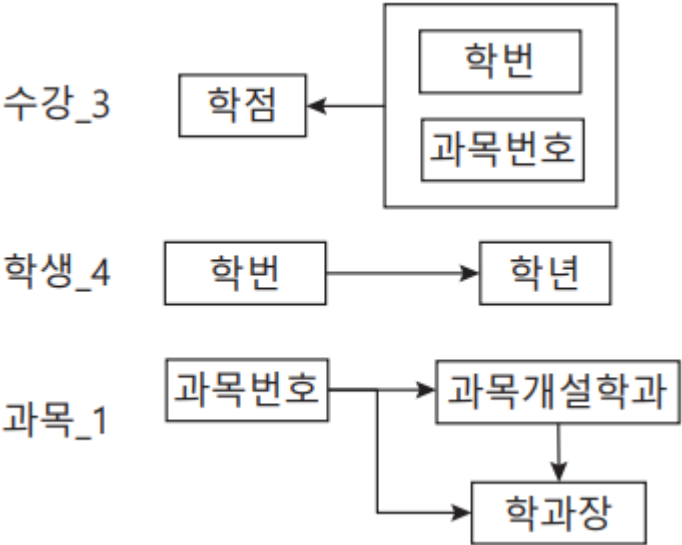 수강_3
학점
학번
과목번호
학생_4
학번
학년
과목_1
과목번호
과목개설학과
학과장